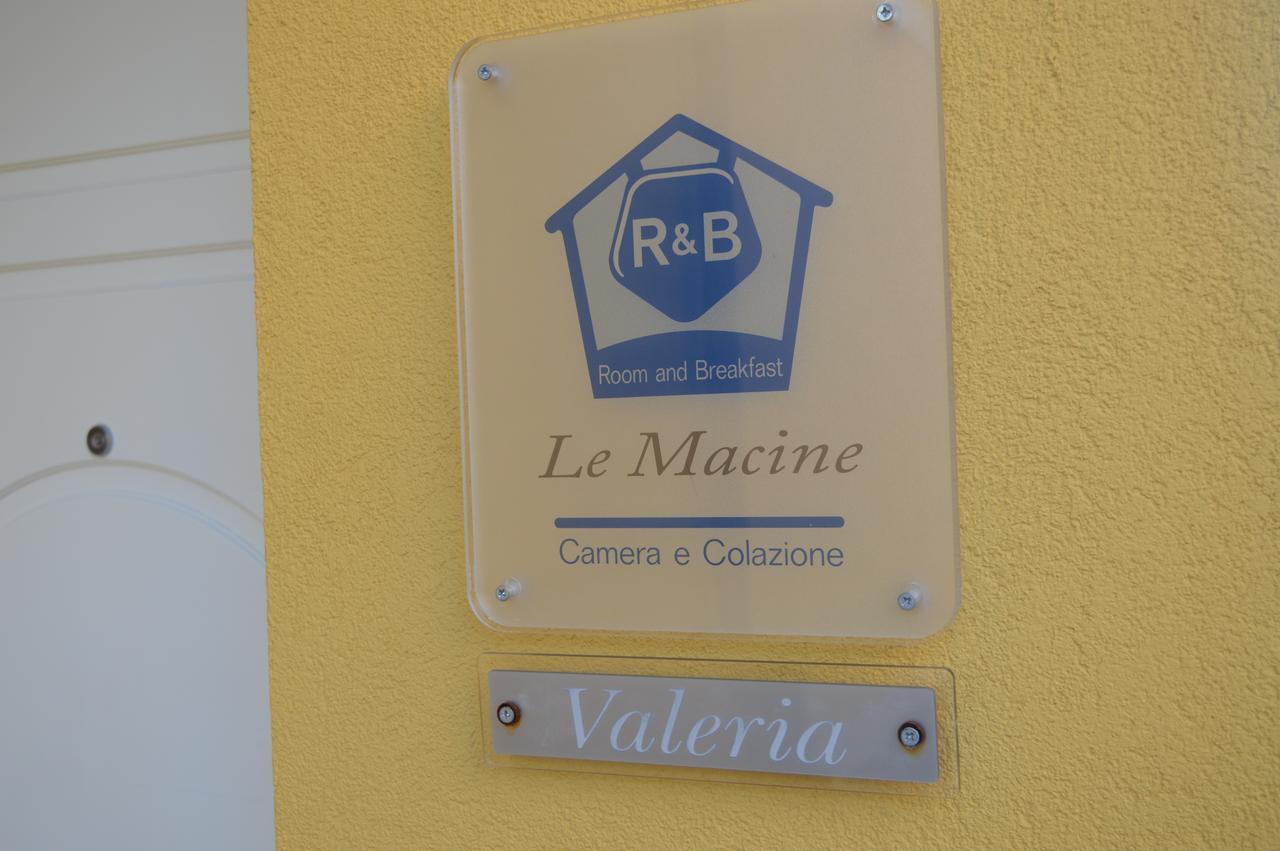 R&B
Room and Breakfast
Le Macine
Camera e Colazione
Valeria